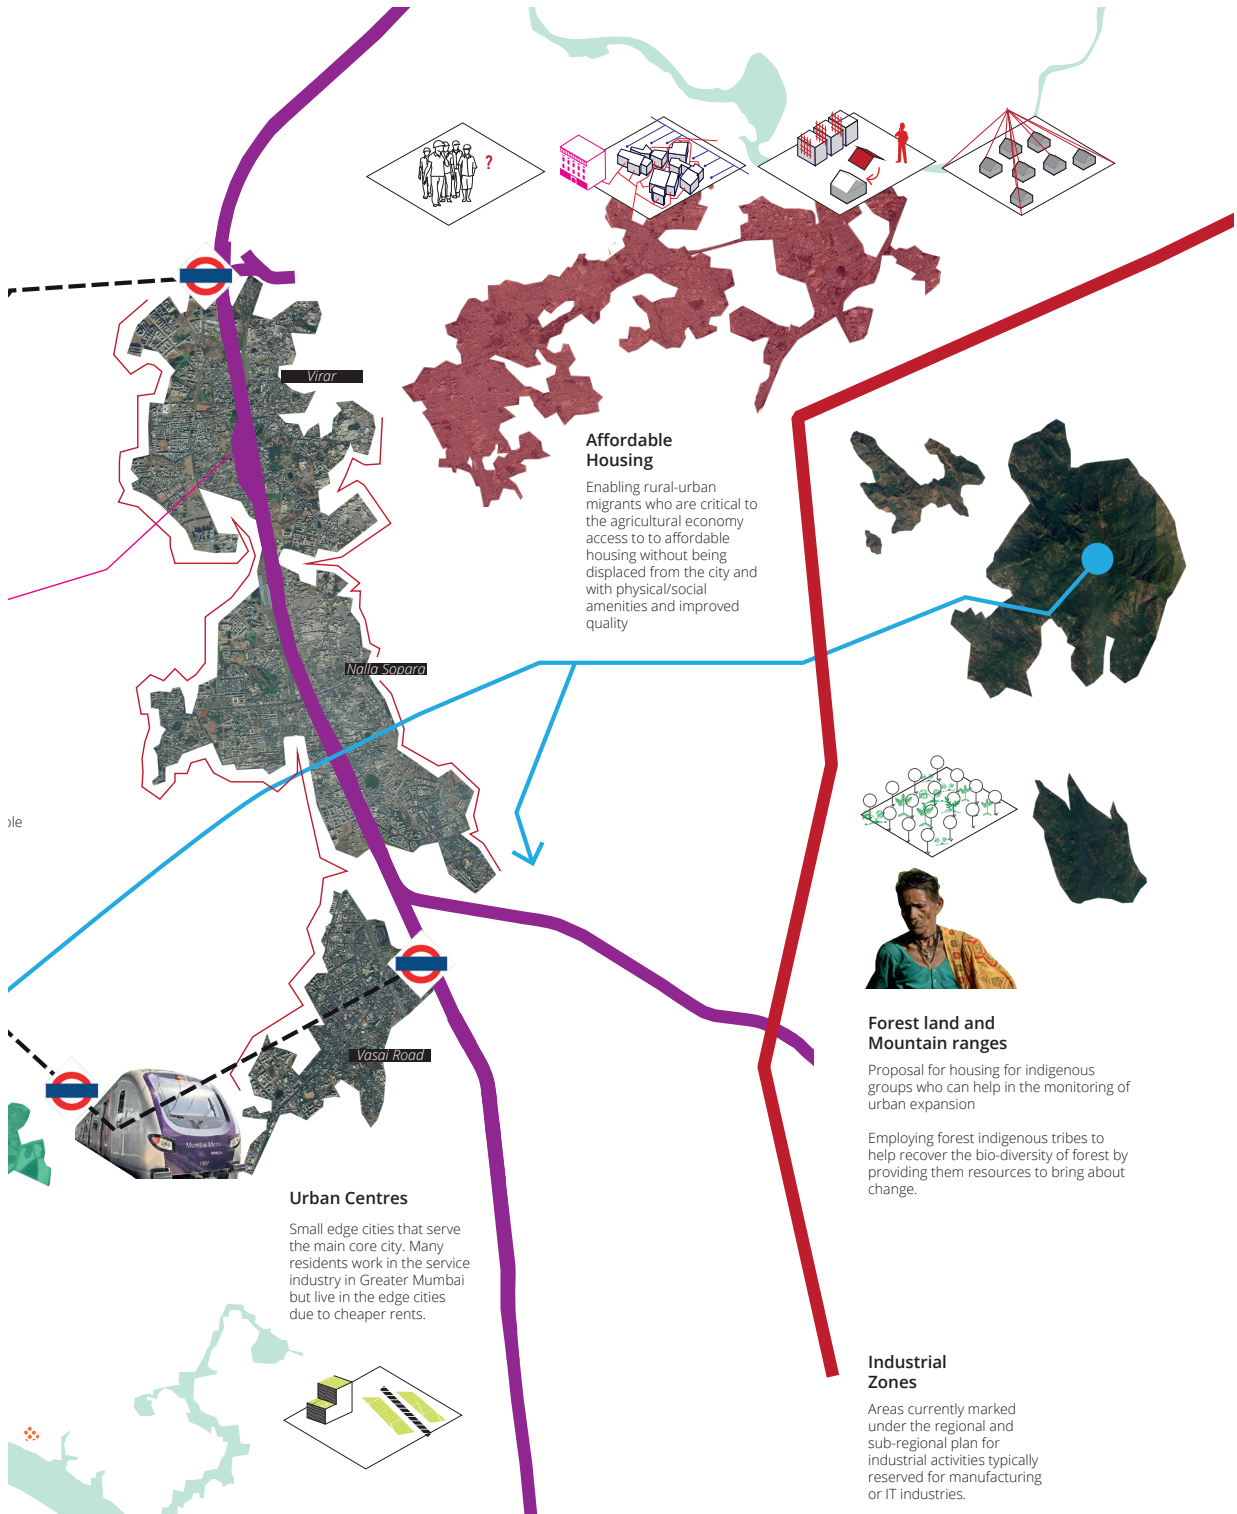 ?
Virar
Affordable
Housing
Enabling rural-urban
migrants who are critical to
the agricultural economy
access to to affordable
housing without being
displaced from the city and
with physical/social
amenities and improved
quality
Nalla Sopara
ole
Vasai Road
Mumbai Metro
Forest land and
Mountain ranges
Proposal for housing for indigenous
groups who can help in the monitoring of
urban expansion
Employing forest indigenous tribes to
help recover the bio-diversity of forest by
providing them resources to bring about
change.
Urban Centres
Small edge cities that serve
the main core city. Many
residents work in the service
industry in Greater Mumbai
but live in the edge cities
due to cheaper rents.
Industrial
Zones
Areas currently marked
under the regional and
sub-regional plan for
industrial activities typically
reserved for manufacturing
or IT industries.